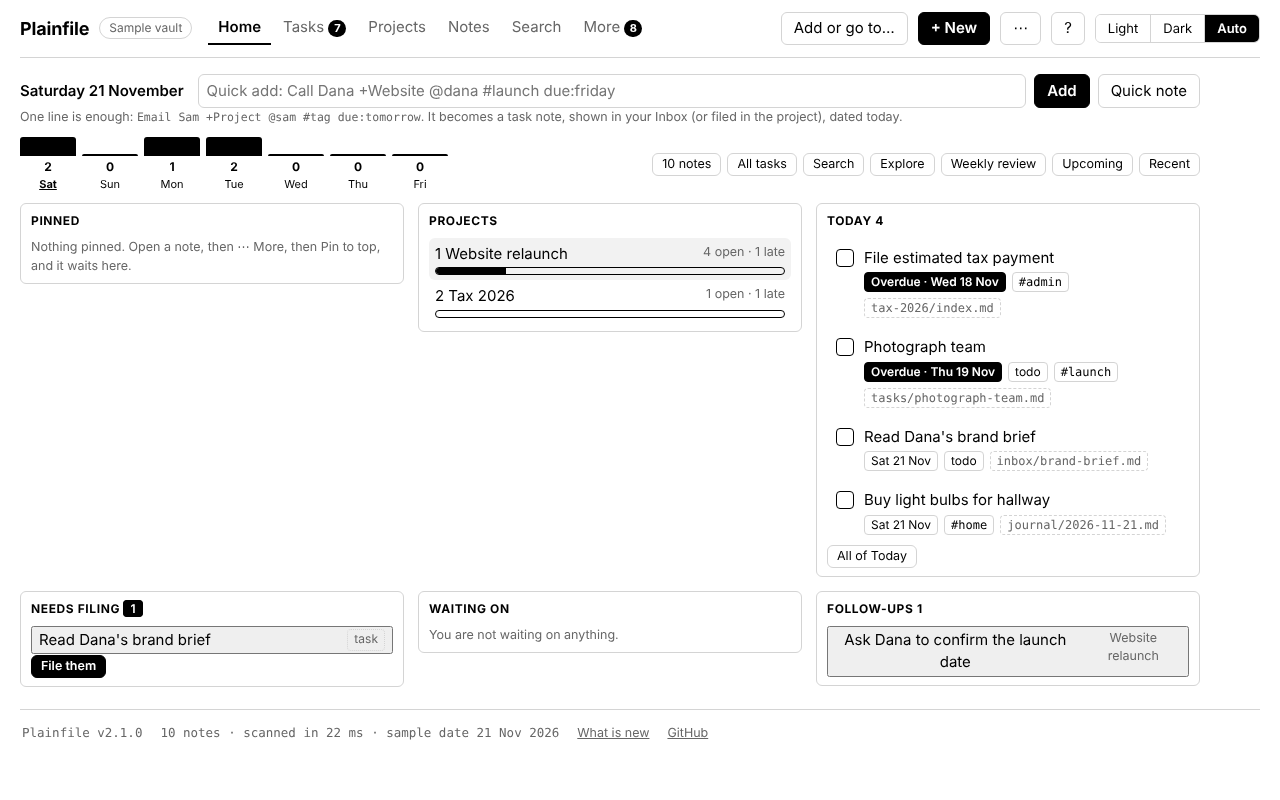 Plainfile Sample vault Home Tasks 7 Projects Notes Search More 8 Add or go to... + New ··· ? Light Dark Auto
Saturday 21 November Quick add: Call Dana +Website @dana #launch due:friday Add Quick note
One line is enough: Email Sam +Project @sam #tag due:tomorrow. It becomes a task note, shown in your Inbox (or filed in the project), dated today.
2 0 1 2 0 0 0
Sat Sun Mon Tue Wed Thu Fri
10 notes All tasks Search Explore Weekly review Upcoming Recent
PINNED
Nothing pinned. Open a note, then ··· More, then Pin to top,
and it waits here.
PROJECTS
1 Website relaunch 4 open · 1 late
2 Tax 2026 1 open · 1 late
TODAY 4
File estimated tax payment
Overdue · Wed 18 Nov #admin
tax-2026/index.md
Photograph team
Overdue · Thu 19 Nov todo #launch
tasks/photograph-team.md
Read Dana's brand brief
Sat 21 Nov todo inbox/brand-brief.md
Buy light bulbs for hallway
Sat 21 Nov #home journal/2026-11-21.md
All of Today
NEEDS FILING 1
Read Dana's brand brief task
File them
WAITING ON
You are not waiting on anything.
FOLLOW-UPS 1
Ask Dana to confirm the launch date Website relaunch
Plainfile v2.1.0 10 notes · scanned in 22 ms · sample date 21 Nov 2026 What is new GitHub